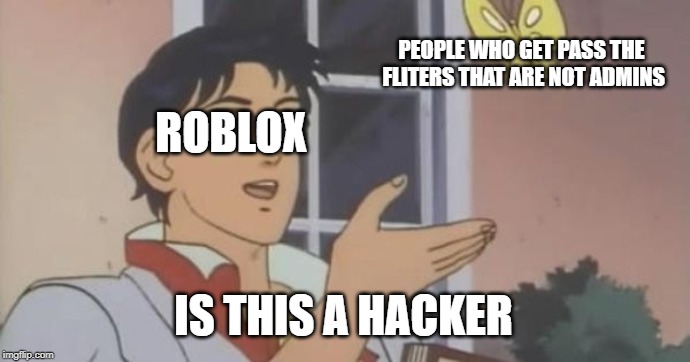 PEOPLE WHO GET PASS THE
FLITERS THAT ARE NOT ADMINS
ROBLOX
IS THIS A HACKER
imgflip.com